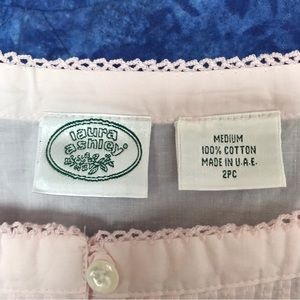 laura
ashley
MEDIUM
100% COTTON
MADE IN U.A.E.
2PC